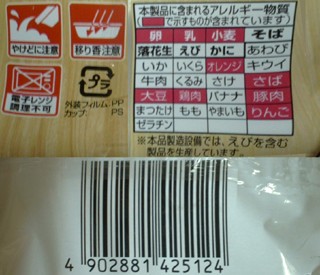 本製品に含まれるアレルギー物質
(■で示すものが含まれています)
卵 乳 小麦 そば
落花生 えび かに あわび
いか いくら オレンジ キウイ
牛肉 くるみ さけ さば
大豆 鶏肉 バナナ 豚肉
まつたけ もも やまいも りんご
ゼラチン
※本品製造設備では、えびを含む
製品を生産しています。
やけどに注意
移り香注意
電子レンジ
調理不可
プラ
外装フィルム:PP
カップ:PS
4 902881 425124